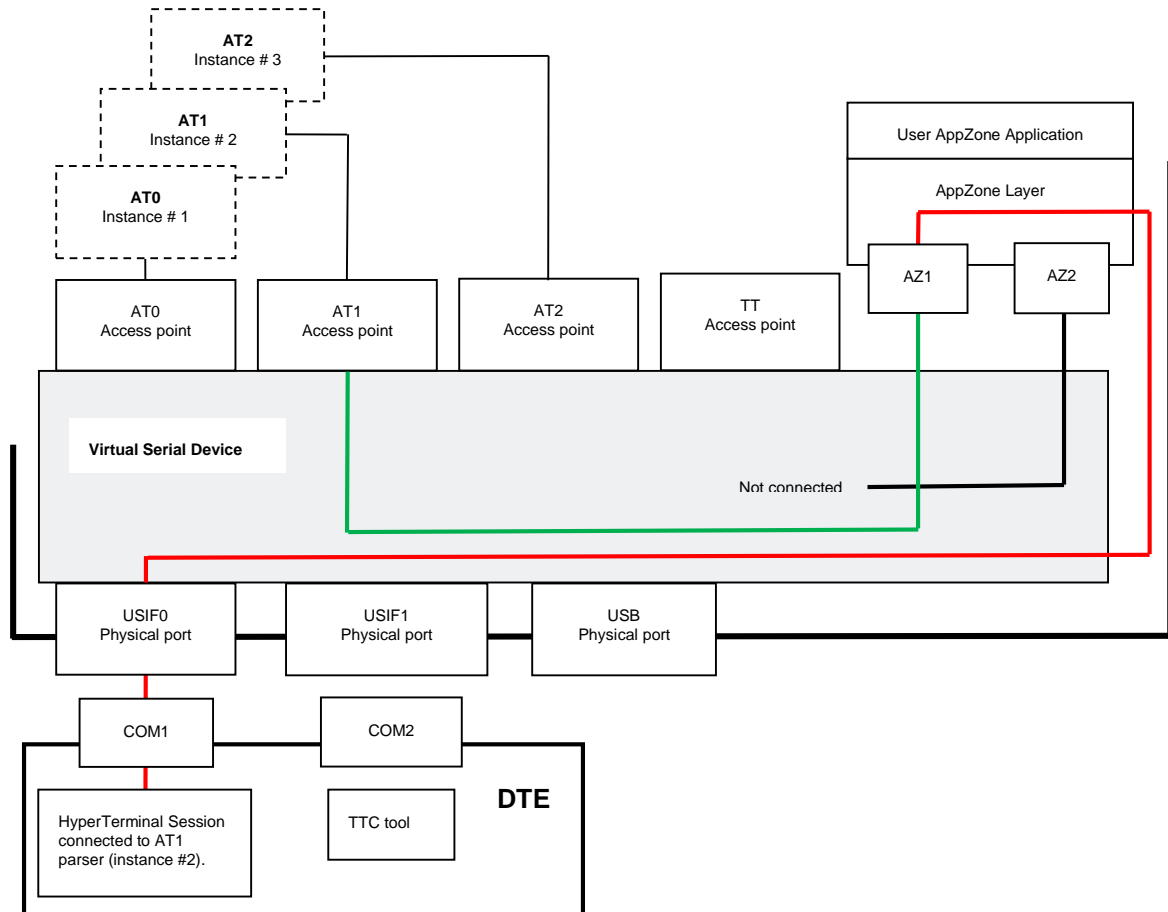 AT2
Instance # 3
AT1
Instance # 2
AT0
Instance # 1
User AppZone Application
AppZone Layer
AZ1
AZ2
AT0
Access point
AT1
Access point
AT2
Access point
TT
Access point
Virtual Serial Device
Not connected
USIF0
Physical port
USIF1
Physical port
USB
Physical port
COM1
COM2
DTE
HyperTerminal Session
connected to AT1
parser (instance #2).
TTC tool